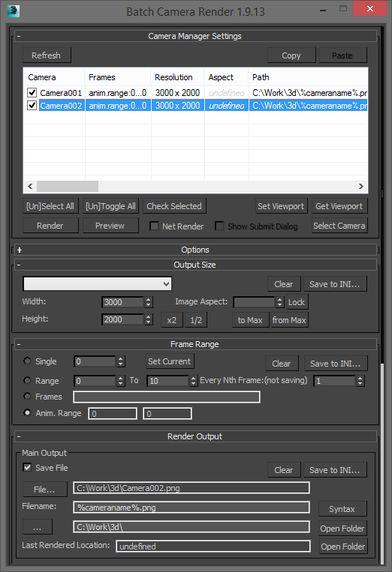 Batch Camera Render 1.9.13
Camera Manager Settings
Refresh Copy Paste
Camera Frames Resolution Aspect Path
Camera001 anim.range:0...0 3000 x 2000 undefined C:\Work\3d\%cameraname%.pr
Camera002 anim.range:0...0 3000 x 2000 undefined C:\Work\3d\%cameraname%.pr
[Un]Select All [Un]Toggle All Check Selected Set Viewport Get Viewport
Render Preview Net Render Show Submit Dialog Select Camera
Options
Output Size
Clear Save to INI...
Width: 3000 Image Aspect: Lock
Height: 2000 x2 1/2 to Max from Max
Frame Range
Single 0 Set Current Clear Save to INI...
Range 0 To 10 Every Nth Frame:(not saving) 1
Frames
Anim. Range 0 0
Render Output
Main Output
Save File Clear Save to INI...
File... C:\Work\3d\Camera002.png
Filename: %cameraname%.png Syntax
... C:\Work\3d\ Open Folder
Last Rendered Location: undefined Open Folder